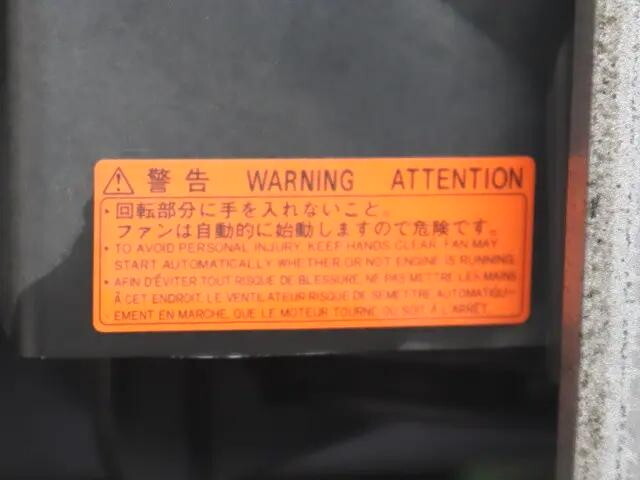 ⚠ 警告 WARNING ATTENTION
・回転部分に手を入れないこと。
ファンは自動的に始動しますので危険です。
・TO AVOID PERSONAL INJURY, KEEP HANDS CLEAR. FAN MAY
START AUTOMATICALLY WHETHER OR NOT ENGINE IS RUNNING.
・AFIN D'ÉVITER TOUT RISQUE DE BLESSURE, NE PAS METTRE LES MAINS
À CET ENDROIT. LE VENTILATEUR RISQUE DE SE METTRE AUTOMATIQU-
EMENT EN MARCHE, QUE LE MOTEUR TOURNE OU SOIT À L'ARRÊT.